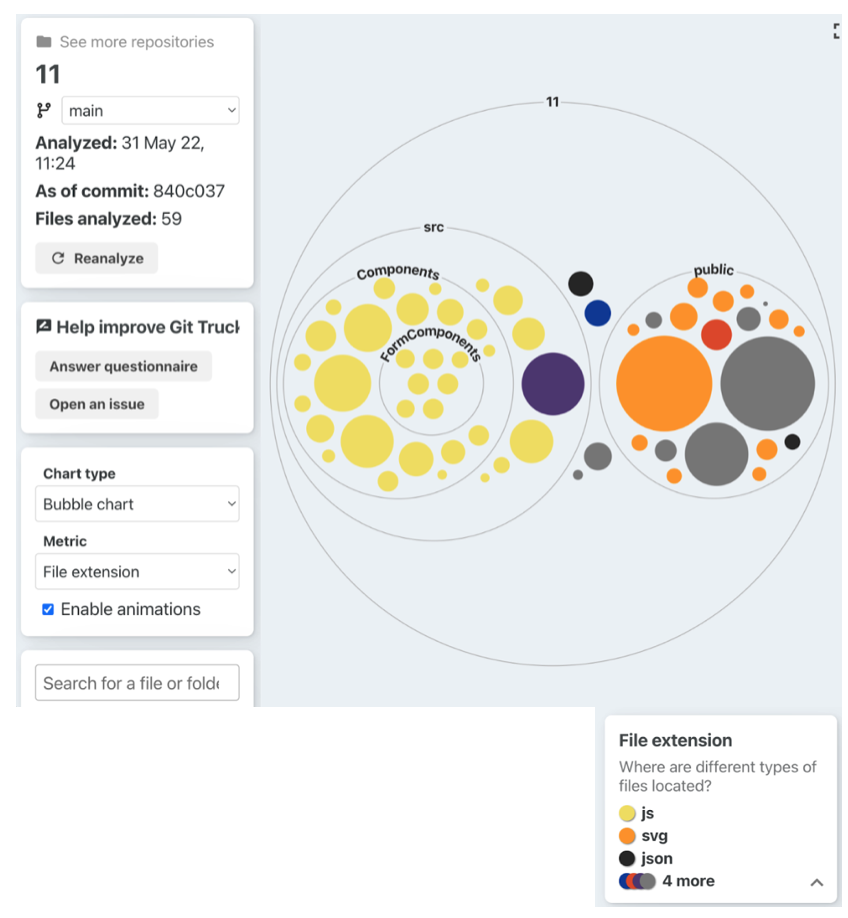 See more repositories
11
main
Analyzed: 31 May 22,
11:24
As of commit: 840c037
Files analyzed: 59
Reanalyze
Help improve Git Truck
Answer questionnaire
Open an issue
Chart type
Bubble chart
Metric
File extension
Enable animations
Search for a file or folde
11
src
Components
FormComponents
public
File extension
Where are different types of
files located?
js
svg
json
4 more